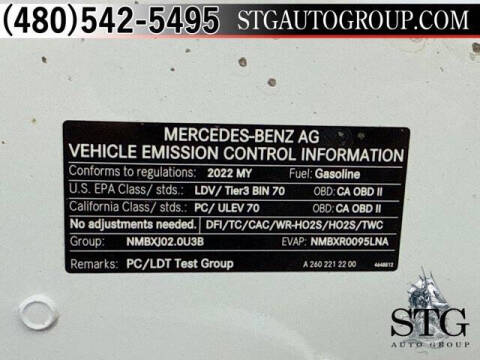 (480)542-5495 STGAUTOGROUP.COM
MERCEDES-BENZ AG
VEHICLE EMISSION CONTROL INFORMATION
Conforms to regulations: 2022 MY Fuel: Gasoline
U.S. EPA Class/ stds.: LDV/ Tier3 BIN 70 OBD: CA OBD II
California Class/ stds.: PC/ ULEV 70 OBD: CA OBD II
No adjustments needed. DFI/TC/CAC/WR-HO2S/HO2S/TWC
Group: NMBXJ02.0U3B EVAP: NMBXR0095LNA
Remarks: PC/LDT Test Group A 260 221 22 00 4648812
STG
AUTO GROUP